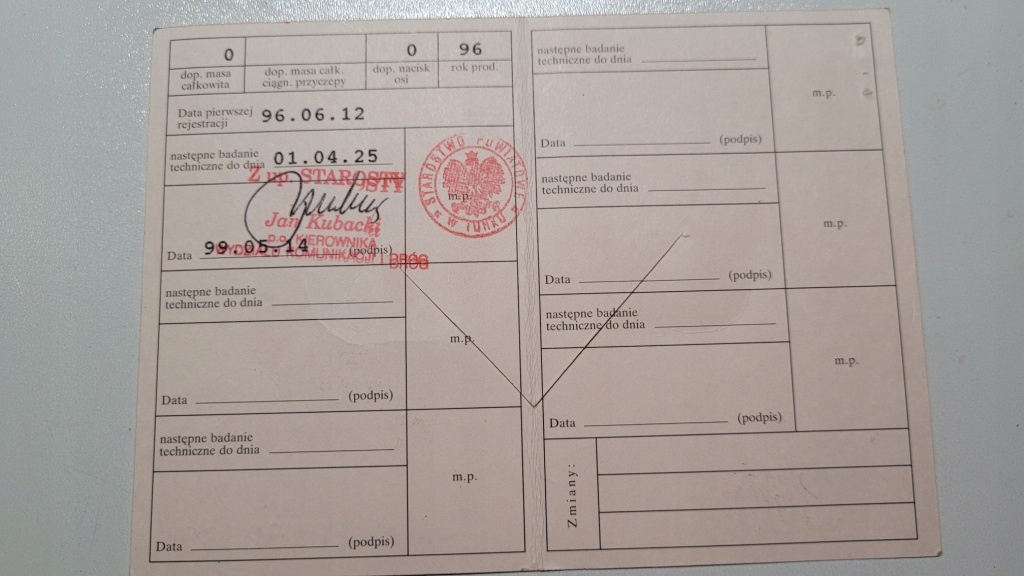 0 0 96
dop. masa całkowita dop. masa całk. ciągn. przyczepy dop. nacisk osi rok prod.
Data pierwszej
rejestracji 96.06.12
następne badanie
techniczne do dnia 01.04.25
Z up. STAROSTY
m.p.
STAROSTWO POWIATOWE
W TURKU
Jan Kubacki
p.o. KIEROWNIKA
WYDZIAŁU KOMUNIKACJI I DRÓG
Data 99.05.14 (podpis)
następne badanie
techniczne do dnia
m.p.
Data (podpis)
następne badanie
techniczne do dnia
m.p.
Data (podpis)
następne badanie
techniczne do dnia
m.p.
Data (podpis)
następne badanie
techniczne do dnia
m.p.
Data (podpis)
następne badanie
techniczne do dnia
m.p.
Data (podpis)
Zmiany: